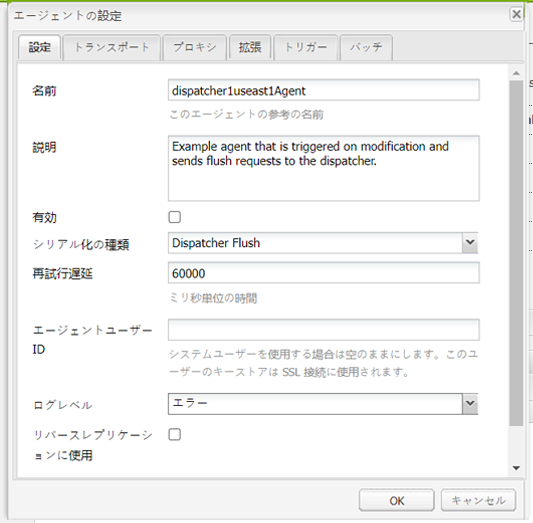 エージェントの設定
設定 トランスポート プロキシ 拡張 トリガー バッチ
名前
dispatcher1useast1Agent
このエージェントの参考の名前
説明
Example agent that is triggered on modification and
sends flush requests to the dispatcher.
有効
シリアル化の種類
Dispatcher Flush
再試行遅延
60000
ミリ秒単位の時間
エージェントユーザー
ID
システムユーザーを使用する場合は空のままにします。このユ
ーザーのキーストアは SSL 接続に使用されます。
ログレベル
エラー
リバースレプリケーシ
ョンに使用
OK キャンセル